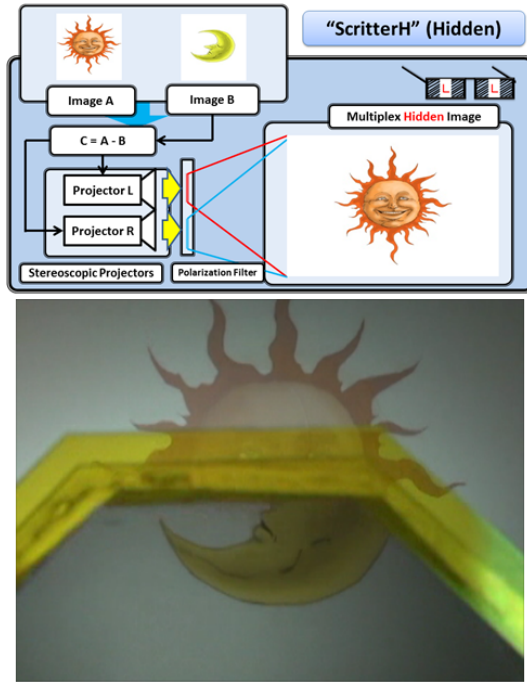 “ScritterH” (Hidden)
Image A
Image B
L
L
C = A - B
Multiplex Hidden Image
Projector L
Projector R
Stereoscopic Projectors
Polarization Filter